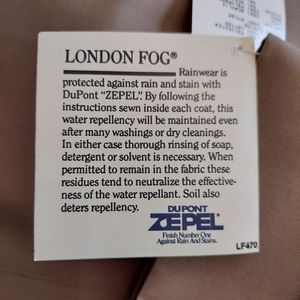 LONDON FOG®
Rainwear is
protected against rain and stain with
DuPont "ZEPEL". By following the
instructions sewn inside each coat, this
water repellency will be maintained even
after many washings or dry cleanings.
In either case thorough rinsing of soap,
detergent or solvent is necessary. When
permitted to remain in the fabric these
residues tend to neutralize the effective-
ness of the water repellant. Soil also
deters repellency.
DU PONT
ZEPEL®
Finish Number One
Against Rain And Stains.
LF470